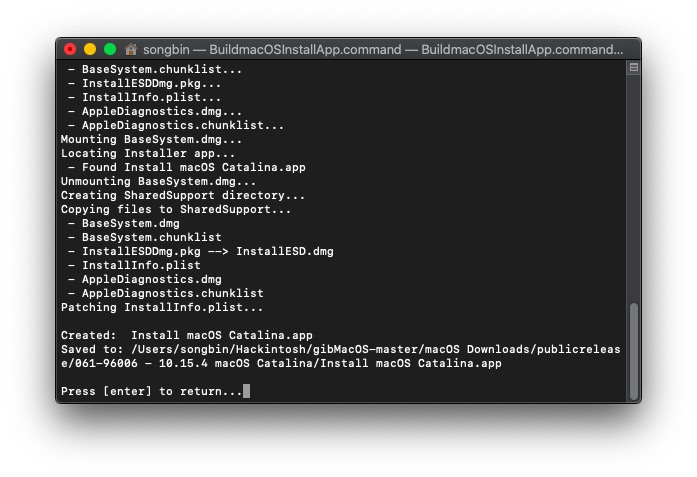 songbin — BuildmacOSInstallApp.command — BuildmacOSInstallApp.command...
- BaseSystem.chunklist...
- InstallESDDmg.pkg...
- InstallInfo.plist...
- AppleDiagnostics.dmg...
- AppleDiagnostics.chunklist...
Mounting BaseSystem.dmg...
Locating Installer app...
- Found Install macOS Catalina.app
Unmounting BaseSystem.dmg...
Creating SharedSupport directory...
Copying files to SharedSupport...
- BaseSystem.dmg
- BaseSystem.chunklist
- InstallESDDmg.pkg --> InstallESD.dmg
- InstallInfo.plist
- AppleDiagnostics.dmg
- AppleDiagnostics.chunklist
Patching InstallInfo.plist...
Created:  Install macOS Catalina.app
Saved to: /Users/songbin/Hackintosh/gibMacOS-master/macOS Downloads/publicreleas
e/061-96006 - 10.15.4 macOS Catalina/Install macOS Catalina.app
Press [enter] to return...